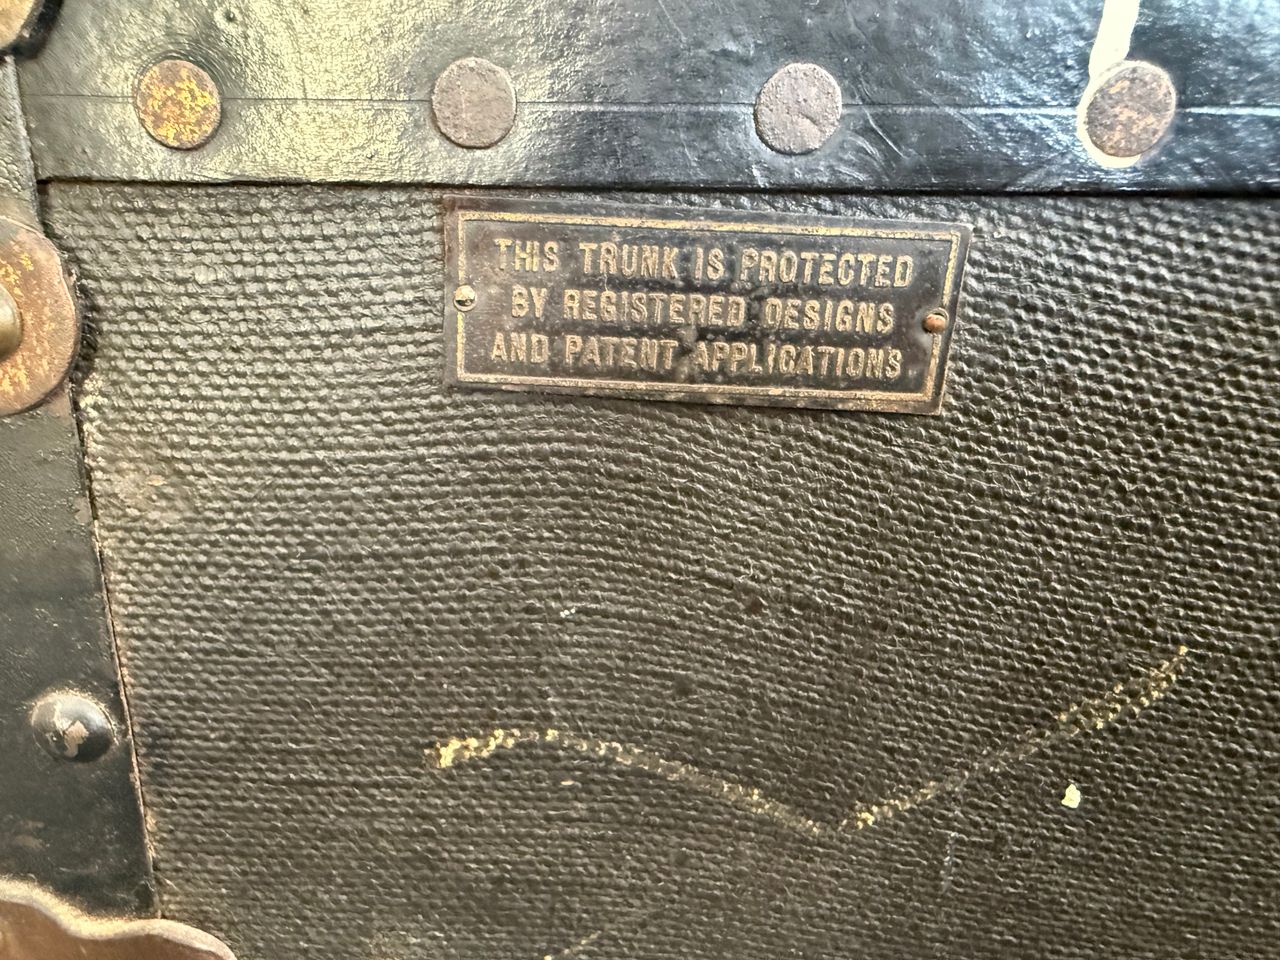 THIS TRUNK IS PROTECTED
BY REGISTERED DESIGNS
AND PATENT APPLICATIONS